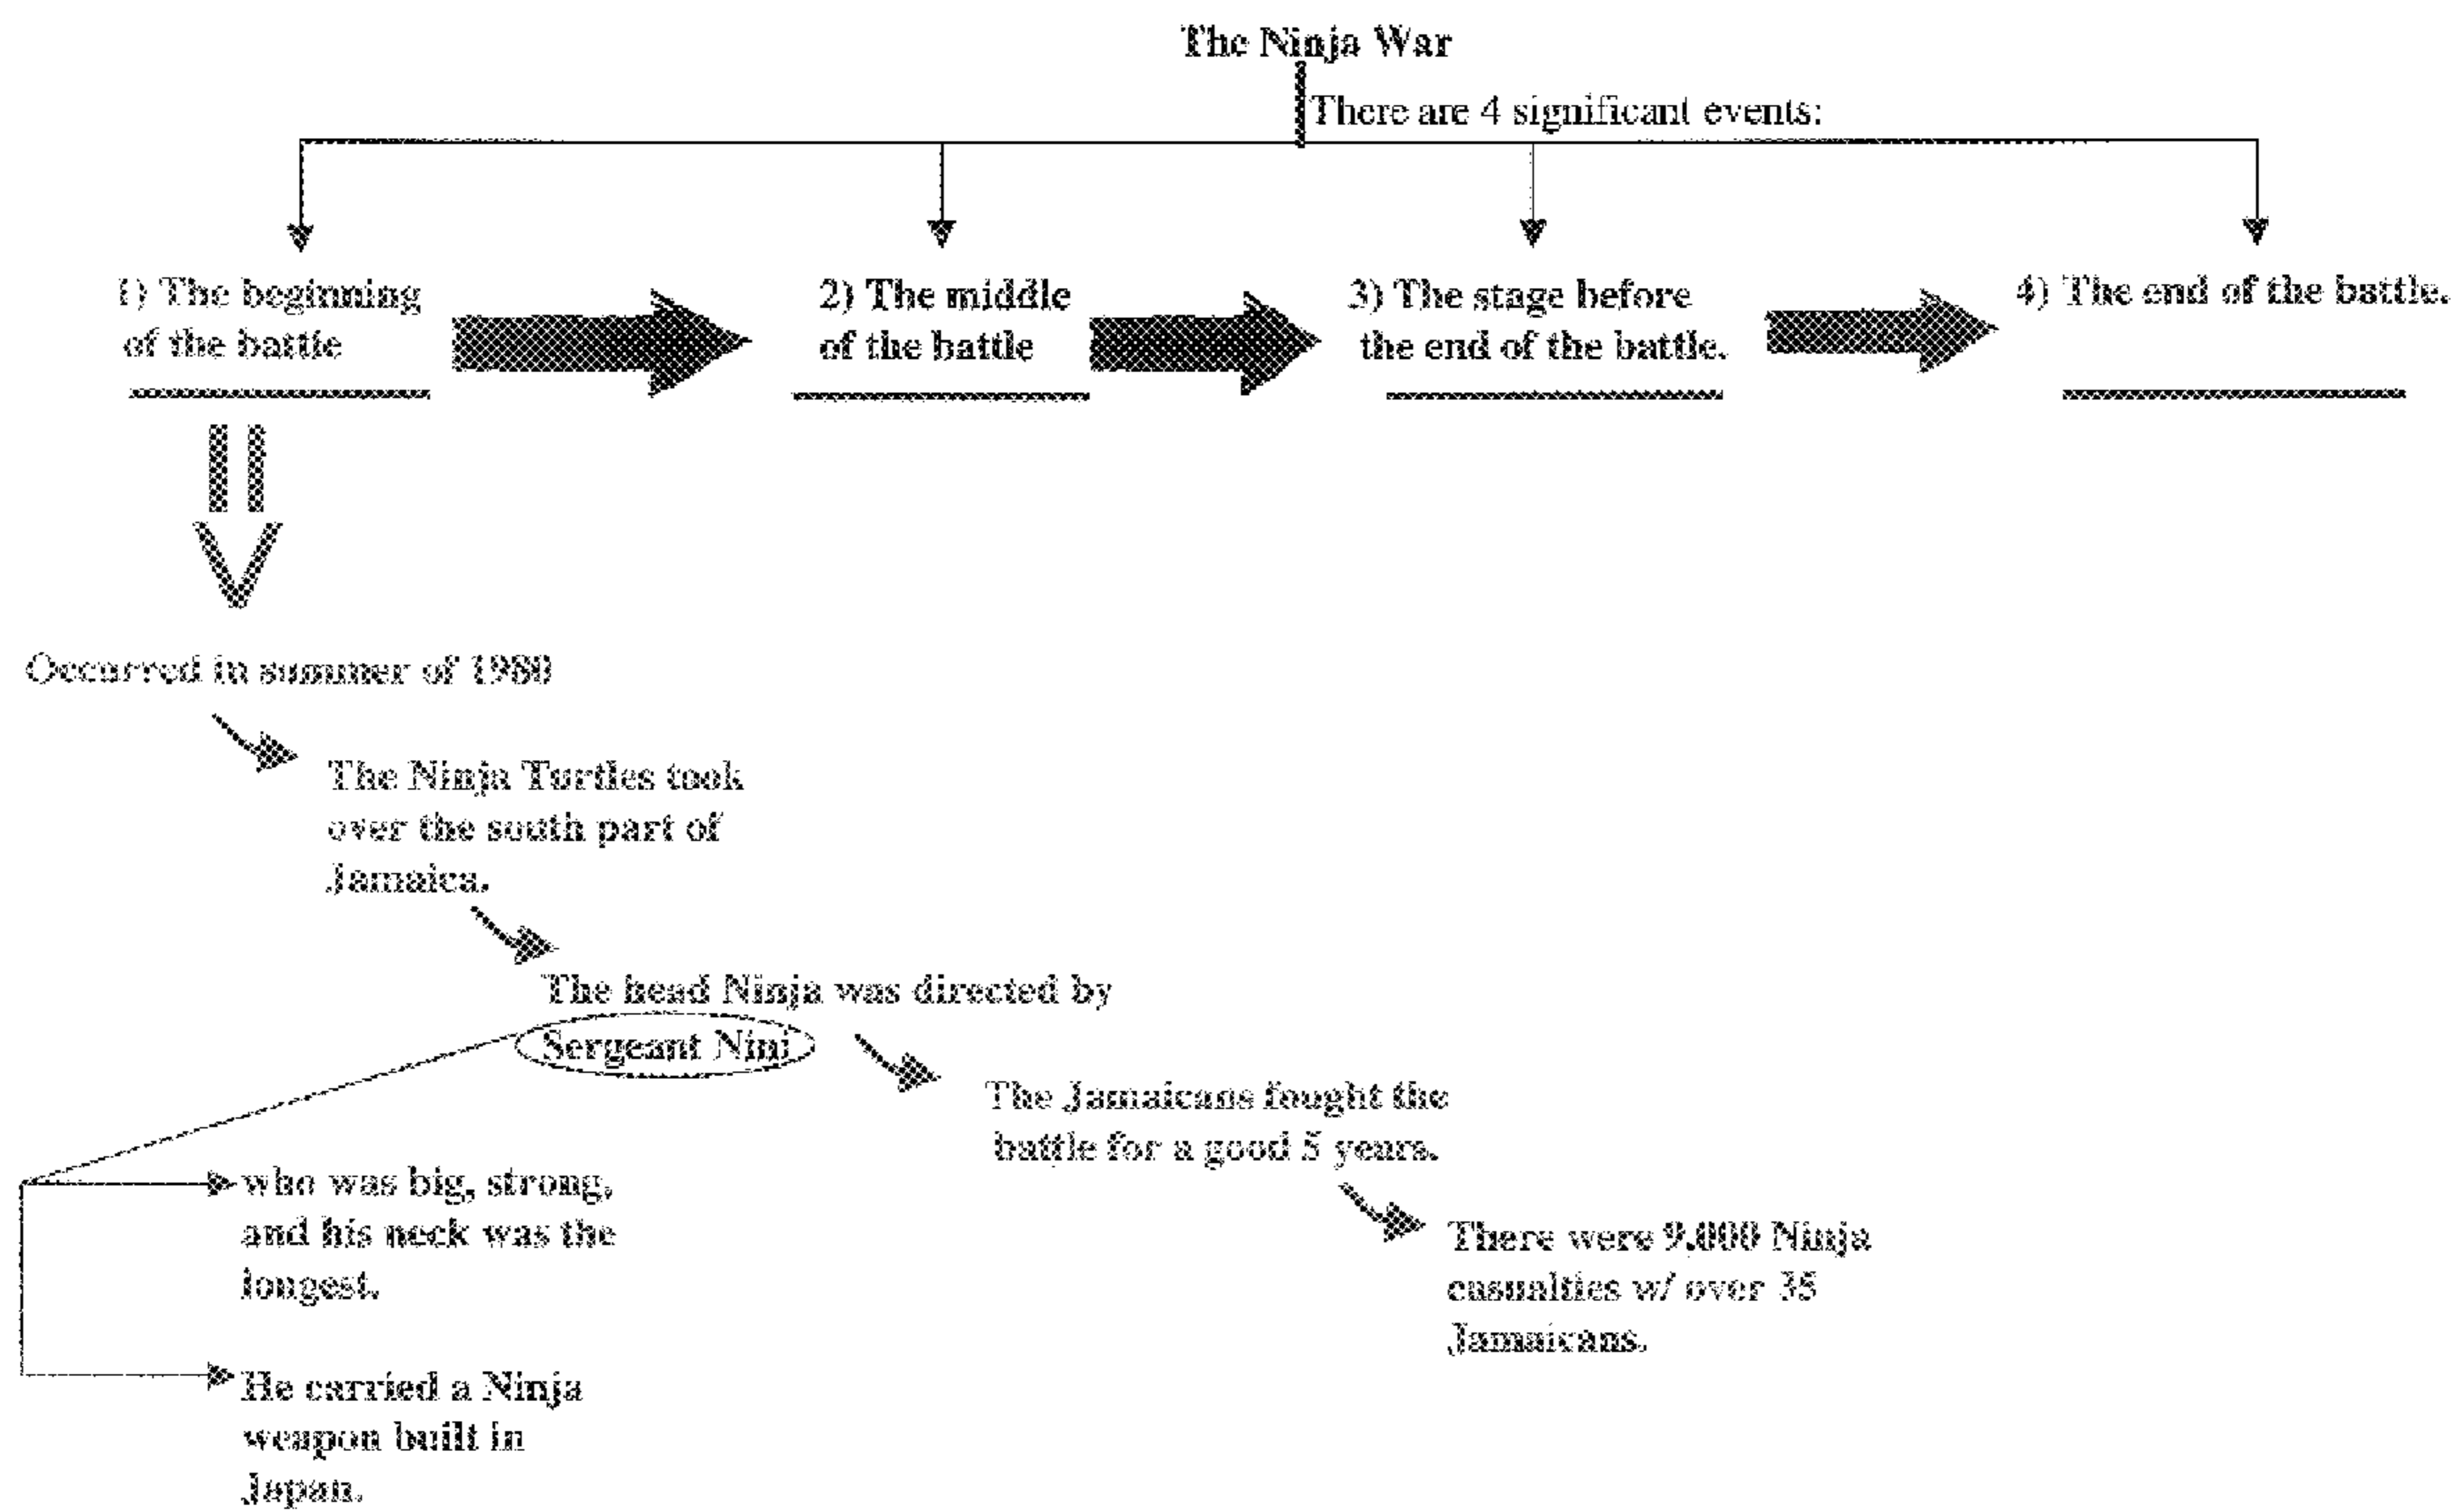 The Ninja War
There are 4 significant events:
1) The beginning
of the battle
2) The middle
of the battle
3) The stage before
the end of the battle.
4) The end of the battle.
Occurred in summer of 1980
The Ninja Turtles took
over the south part of
Jamaica.
The head Ninja was directed by
Sergeant Nini
The Jamaicans fought the
battle for a good 5 years.
who was big, strong,
and his neck was the
longest.
There were 9,000 Ninja
casualties w/ over 35
Jamaicans.
He carried a Ninja
weapon built in
Japan.